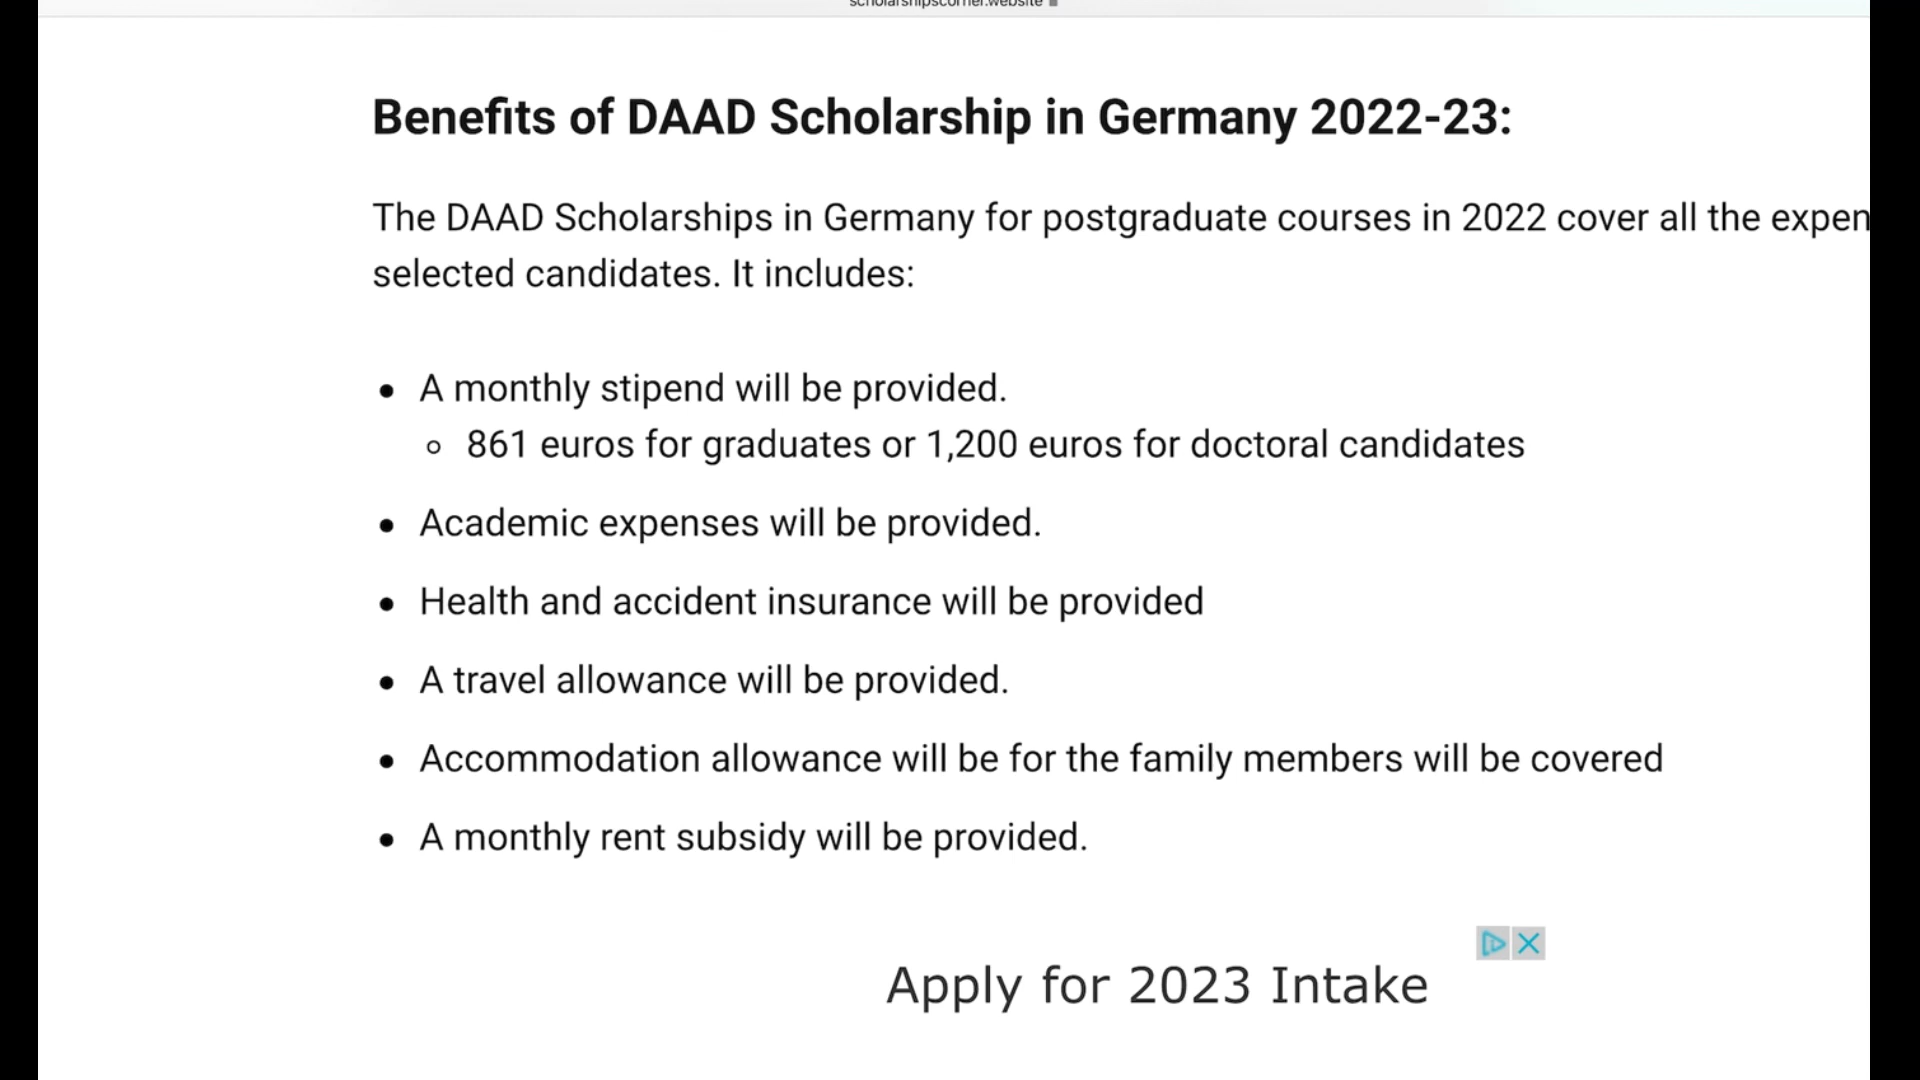 scholarshipscorner.website
Benefits of DAAD Scholarship in Germany 2022-23:
The DAAD Scholarships in Germany for postgraduate courses in 2022 cover all the expen
selected candidates. It includes:
A monthly stipend will be provided.
861 euros for graduates or 1,200 euros for doctoral candidates
Academic expenses will be provided.
Health and accident insurance will be provided
A travel allowance will be provided.
Accommodation allowance will be for the family members will be covered
A monthly rent subsidy will be provided.
Apply for 2023 Intake